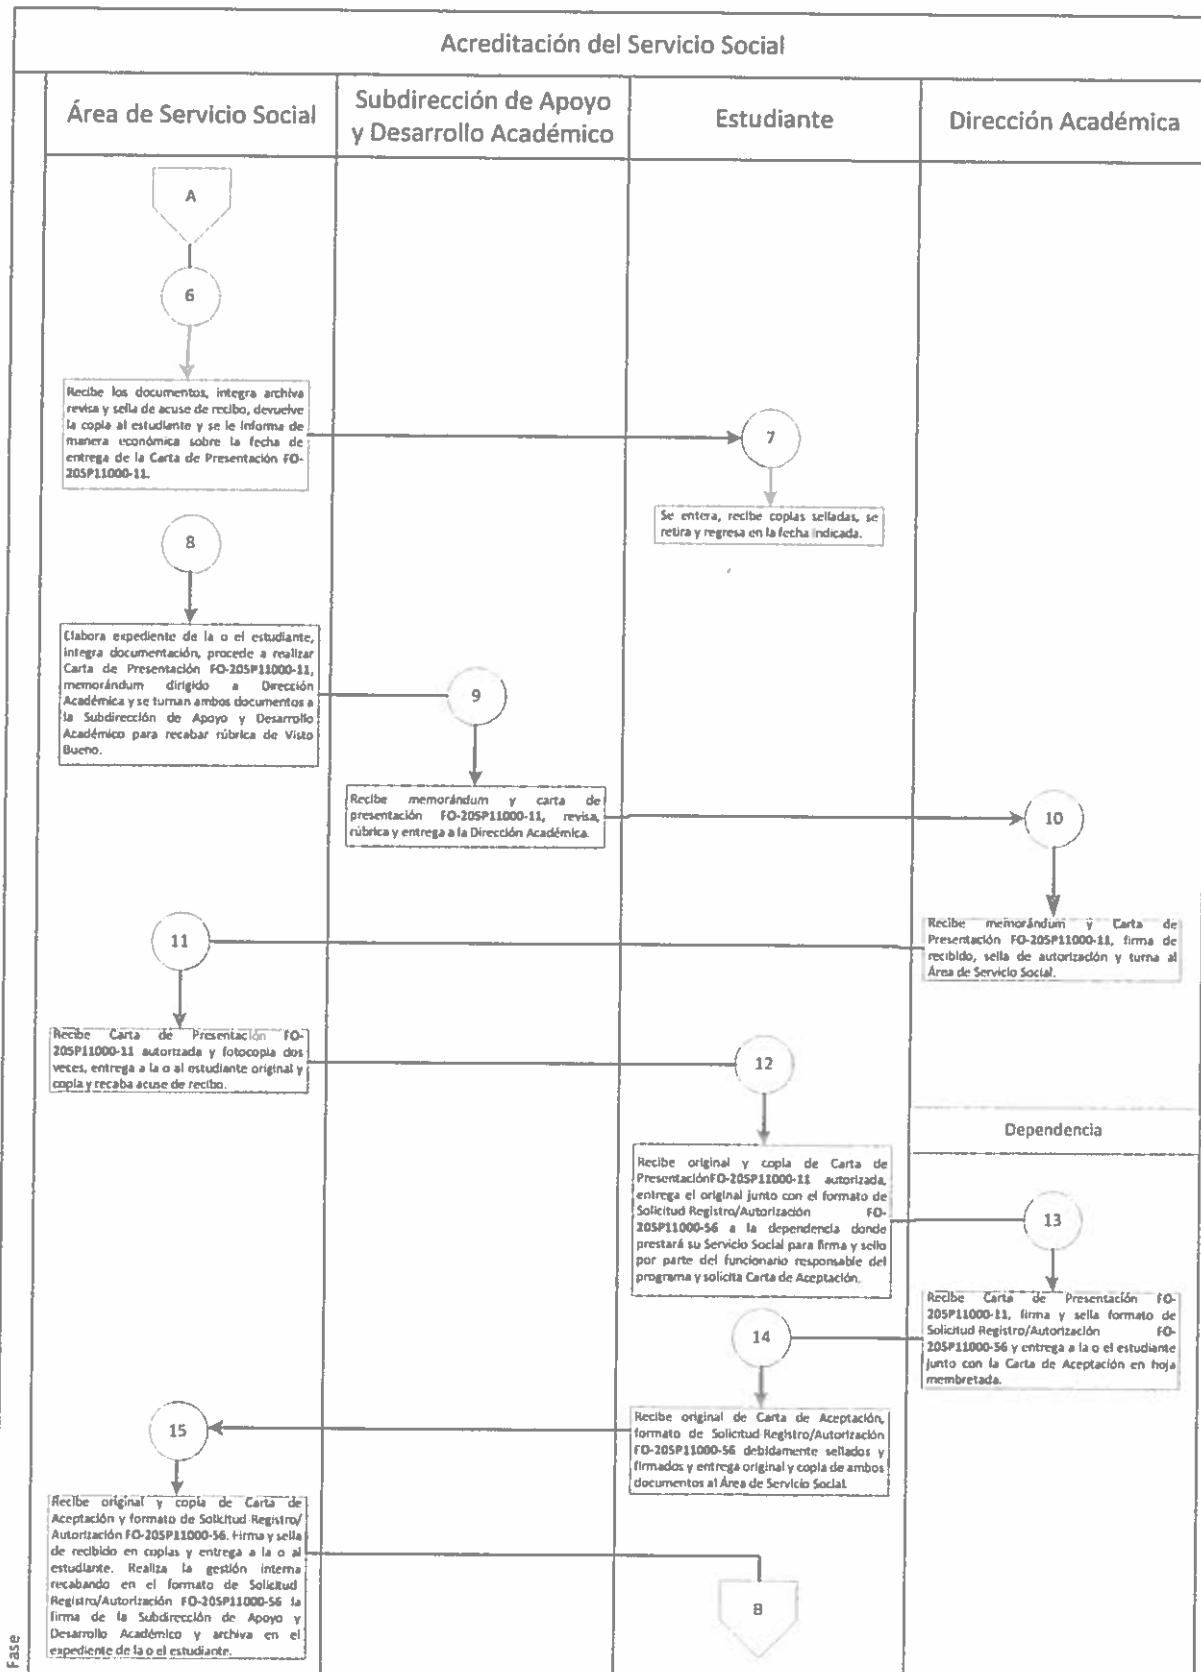 Acreditación del Servicio Social
Área de Servicio Social
Subdirección de Apoyo
y Desarrollo Académico
Estudiante
Dirección Académica
A
6
Recibe los documentos, integra archiva
revisa y sella de acuse de recibo, devuelve
la copia al estudiante y se le informa de
manera económica sobre la fecha de
entrega de la Carta de Presentación FO-
205P11000-11.
7
Se entera, recibe copias selladas, se
retira y regresa en la fecha indicada.
8
Elabora expediente de la o el estudiante,
integra documentación, procede a realizar
Carta de Presentación FO-205P11000-11,
memorándum dirigido a Dirección
Académica y se turnan ambos documentos a
la Subdirección de Apoyo y Desarrollo
Académico para recabar rúbrica de Visto
Bueno.
9
Recibe memorándum y carta de
presentación FO-205P11000-11, revisa,
rúbrica y entrega a la Dirección Académica.
10
Recibe memorándum y Carta de
Presentación FO-205P11000-11, firma de
recibido, sella de autorización y turna al
Área de Servicio Social.
11
Recibe Carta de Presentación FO-
205P11000-11 autorizada y fotocopia dos
veces, entrega a la o al estudiante original y
copia y recaba acuse de recibo.
12
Recibe original y copia de Carta de
PresentaciónFO-205P11000-11 autorizada,
entrega el original junto con el formato de
Solicitud Registro/Autorización FO-
205P11000-56 a la dependencia donde
prestará su Servicio Social para firma y sello
por parte del funcionario responsable del
programa y solicita Carta de Aceptación.
Dependencia
13
Recibe Carta de Presentación FO-
205P11000-11, firma y sella formato de
Solicitud Registro/Autorización FO-
205P11000-56 y entrega a la o el estudiante
junto con la Carta de Aceptación en hoja
membretada.
14
Recibe original de Carta de Aceptación,
formato de Solicitud Registro/Autorización
FO-205P11000-56 debidamente sellados y
firmados y entrega original y copia de ambos
documentos al Área de Servicio Social.
15
Recibe original y copia de Carta de
Aceptación y formato de Solicitud Registro/
Autorización FO-205P11000-56. Firma y sella
de recibido en copias y entrega a la o al
estudiante. Realiza la gestión interna
recabando en el formato de Solicitud
Registro/Autorización FO-205P11000-56 la
firma de la Subdirección de Apoyo y
Desarrollo Académico y archiva en el
expediente de la o el estudiante.
B
Fase